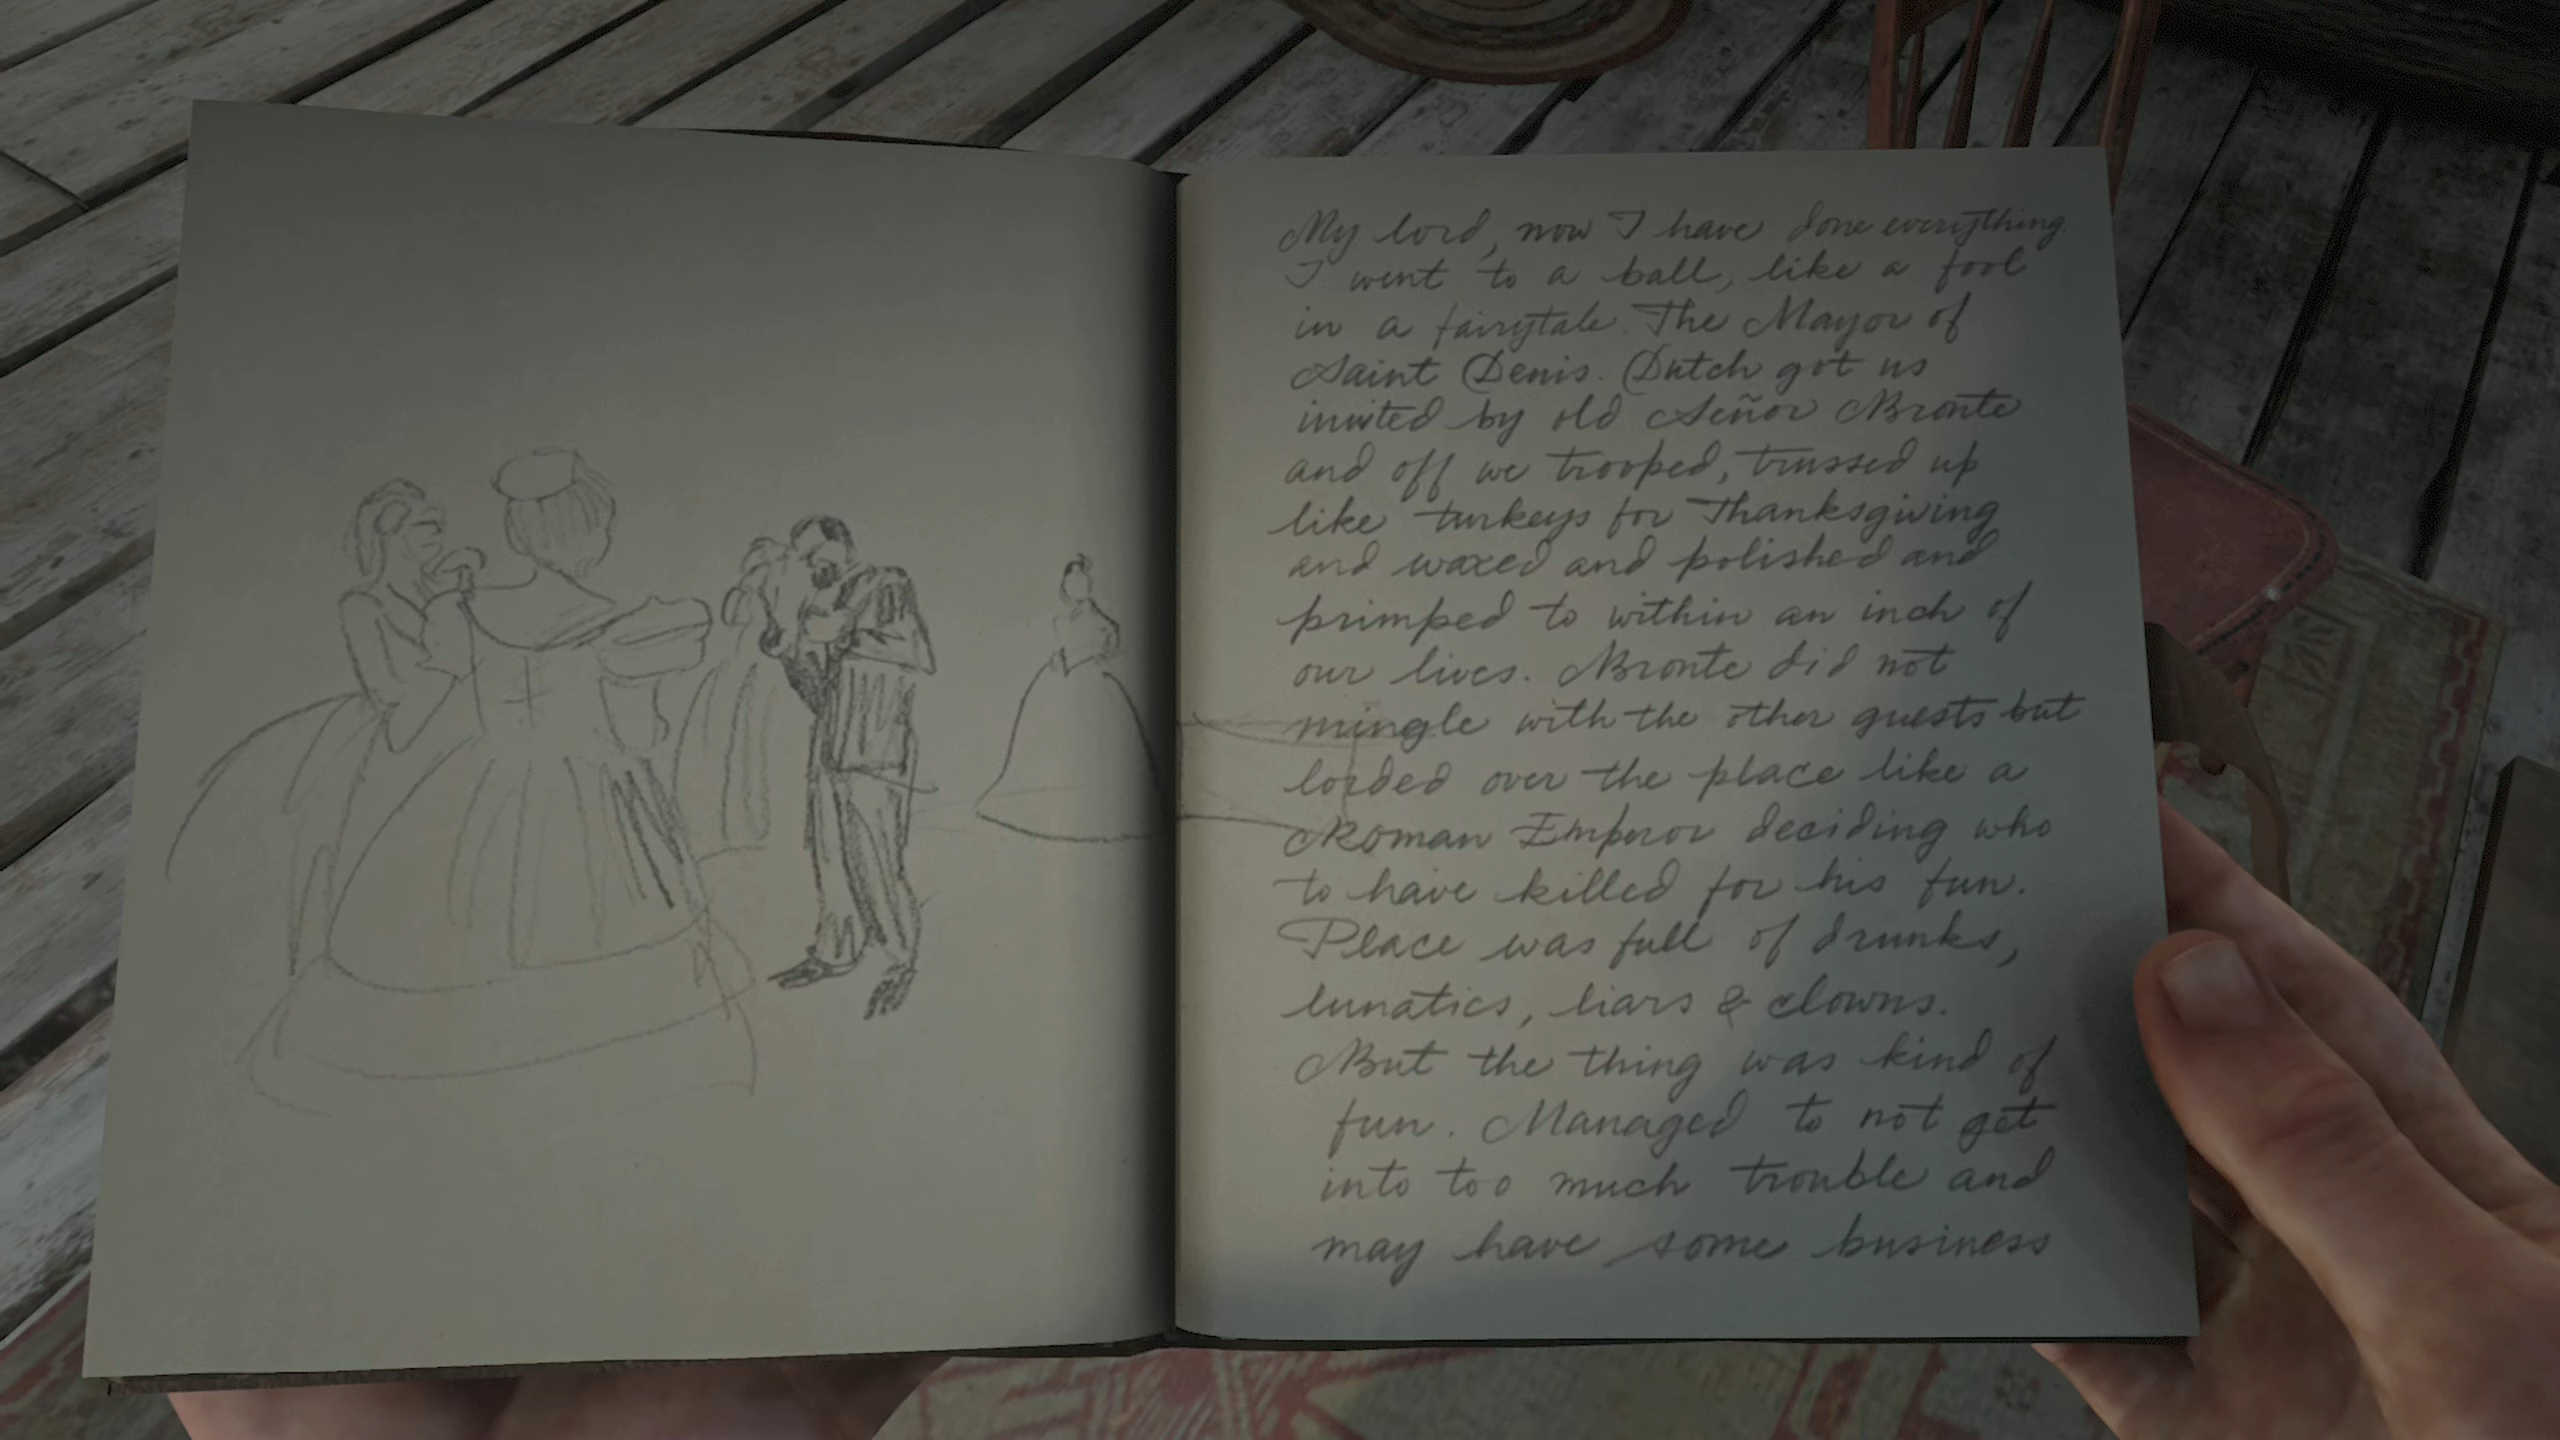 My lord, now I have done everything
I went to a ball, like a fool
in a fairytale. The Mayor of
Saint Denis. Dutch got us
invited by old Señor Bronte
and off we trooped, trussed up
like turkeys for Thanksgiving
and waxed and polished and
primped to within an inch of
our lives. Bronte did not
mingle with the other guests but
lorded over the place like a
Roman Emperor deciding who
to have killed for his fun.
Place was full of drunks,
lunatics, liars & clowns.
But the thing was kind of
fun. Managed to not get
into too much trouble and
may have some business